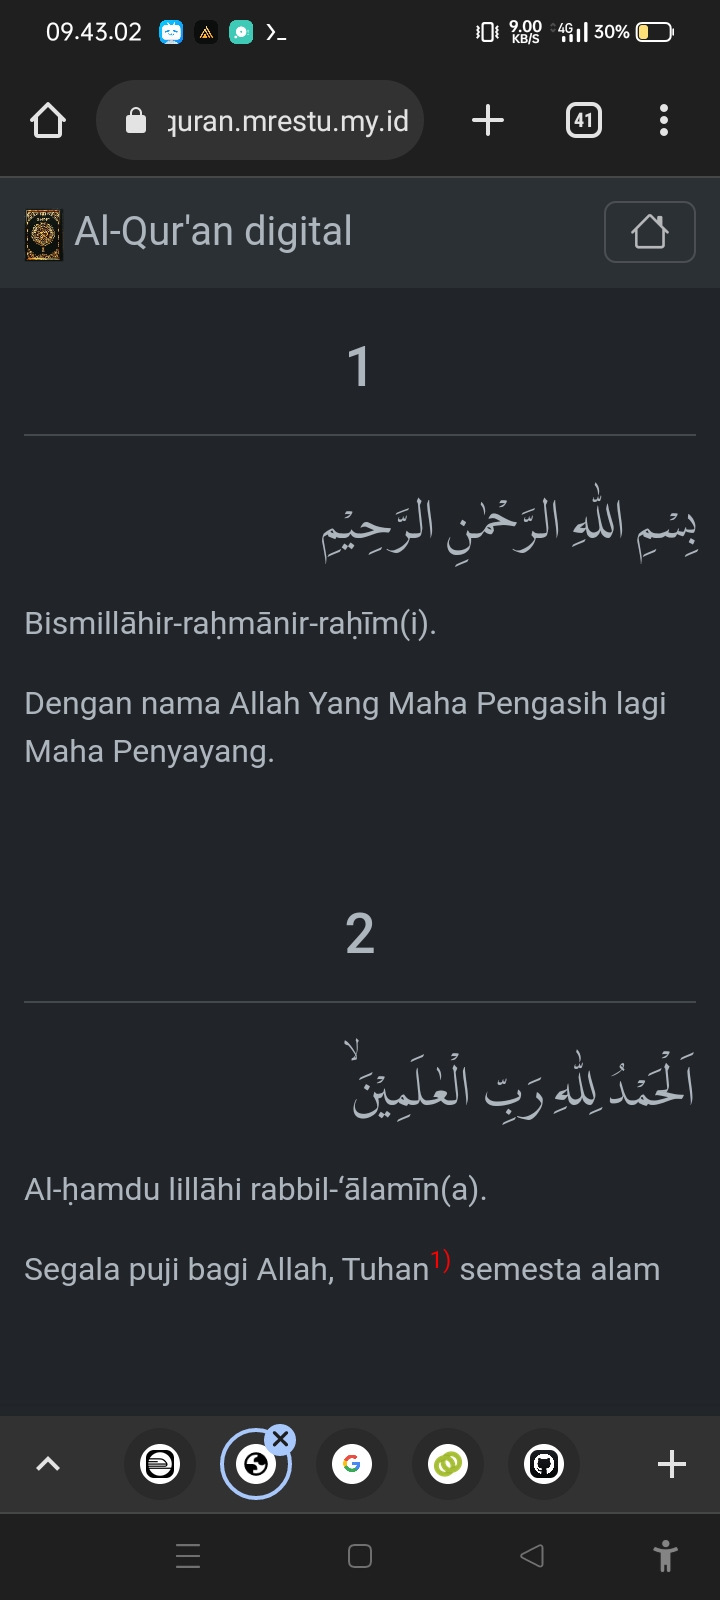 09.43.02
9.00
KB/S
4G
30%
quran.mrestu.my.id
41
Al-Qur'an digital
1
بِسْمِ اللّٰهِ الرَّحْمٰنِ الرَّحِيْمِ
Bismillāhir-raḥmānir-raḥīm(i).
Dengan nama Allah Yang Maha Pengasih lagi
Maha Penyayang.
2
اَلْحَمْدُ لِلّٰهِ رَبِّ الْعٰلَمِيْنَۙ
Al-ḥamdu lillāhi rabbil-‘ālamīn(a).
Segala puji bagi Allah, Tuhan1) semesta alam